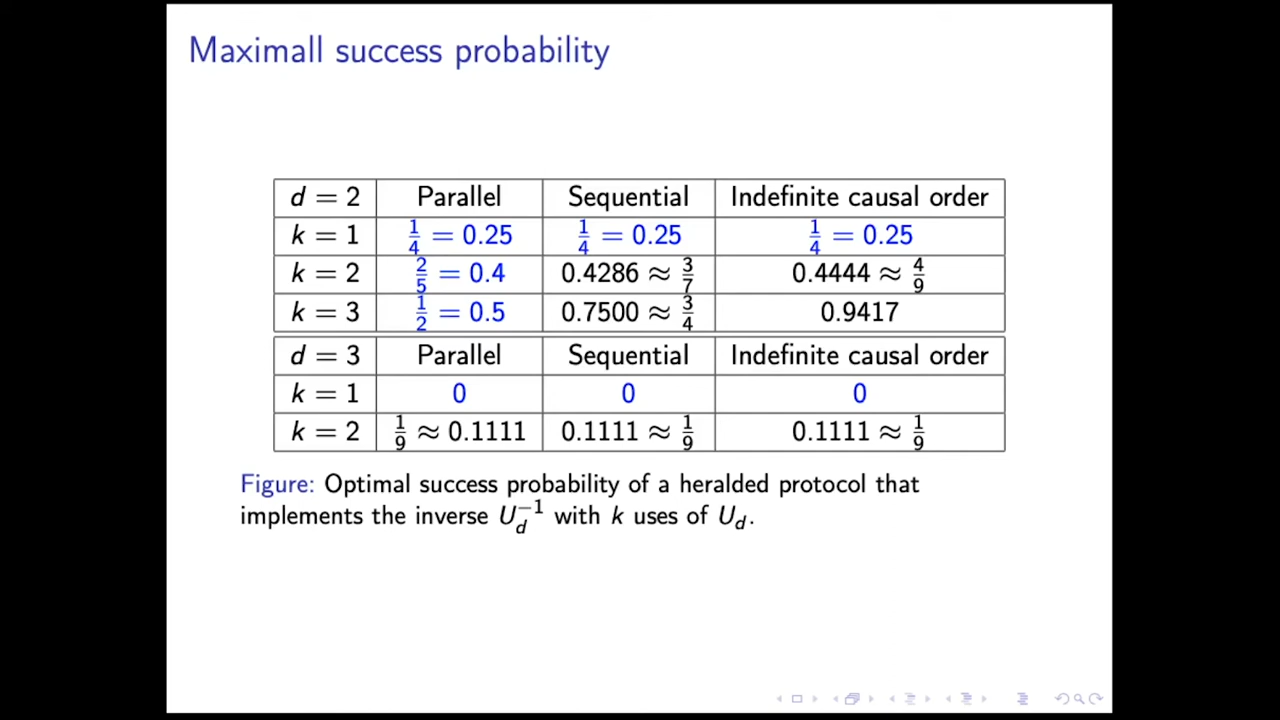 Maximall success probability
d = 2 Parallel Sequential Indefinite causal order
k = 1 1/4 = 0.25 1/4 = 0.25 1/4 = 0.25
k = 2 2/5 = 0.4 0.4286 ≈ 3/7 0.4444 ≈ 4/9
k = 3 1/2 = 0.5 0.7500 ≈ 3/4 0.9417
d = 3 Parallel Sequential Indefinite causal order
k = 1 0 0 0
k = 2 1/9 ≈ 0.1111 0.1111 ≈ 1/9 0.1111 ≈ 1/9
Figure: Optimal success probability of a heralded protocol that
implements the inverse U_d^{-1} with k uses of U_d.